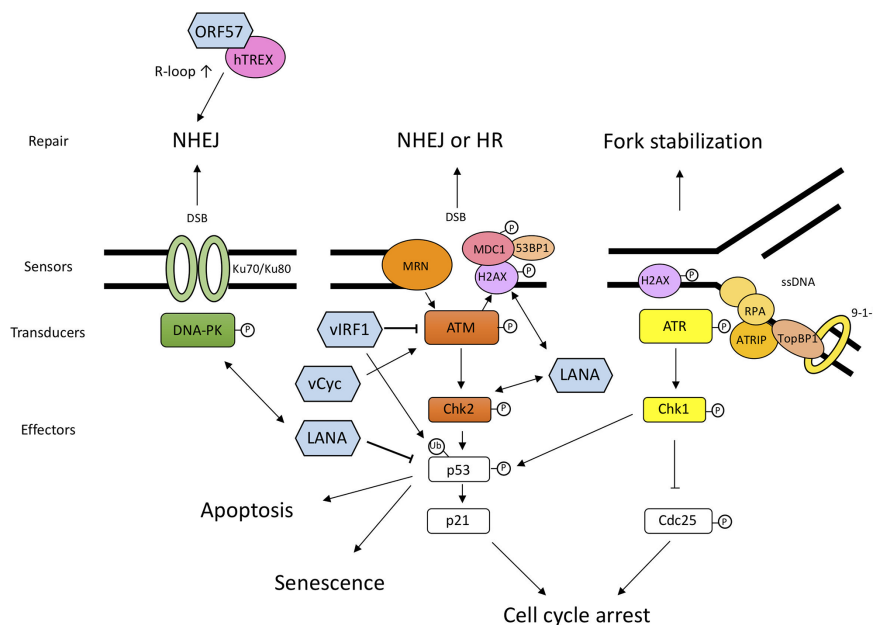 ORF57
hTREX
R-loop ↑
Repair
NHEJ
NHEJ or HR
Fork stabilization
DSB
DSB
P
MDC1
53BP1
Sensors
Ku70/Ku80
MRN
H2AX
P
H2AX
P
ssDNA
RPA
9-1-
Transducers
DNA-PK
P
vIRF1
ATM
P
ATR
P
ATRIP
TopBP1
vCyc
LANA
Chk2
P
Chk1
P
Effectors
LANA
Ub
p53
P
Apoptosis
p21
Cdc25
P
Senescence
Cell cycle arrest